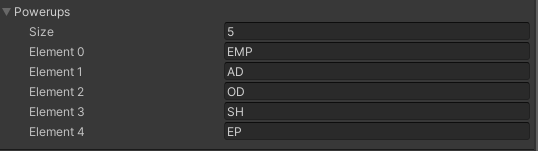 Powerups
Size 5
Element 0 EMP
Element 1 AD
Element 2 OD
Element 3 SH
Element 4 EP